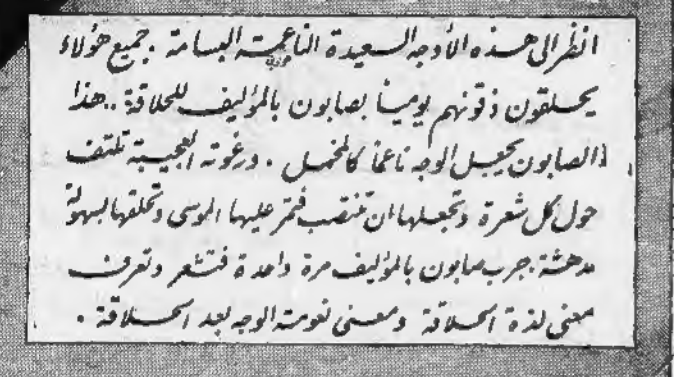 انظر الى هذه الأوجه السعيدة الناعمة البسامة . جميع هؤلاء
يحلقون ذقونهم يومياً بصابون بالموليف للحلاقة .. هذا
الصابون يجعل الوجه ناعماً كالمخمل . ورغوته العجيبة تلتف
حول كل شعرة وتجعلها ان تنتصب فتمر عليها الموسى وتحلقها بسهولة
مدهشة . جرب صابون بالموليف مرة واحدة فتشعر وتعرف
معنى لذة الحلاقة ومعنى نعومة الوجه بعد الحلاقة .